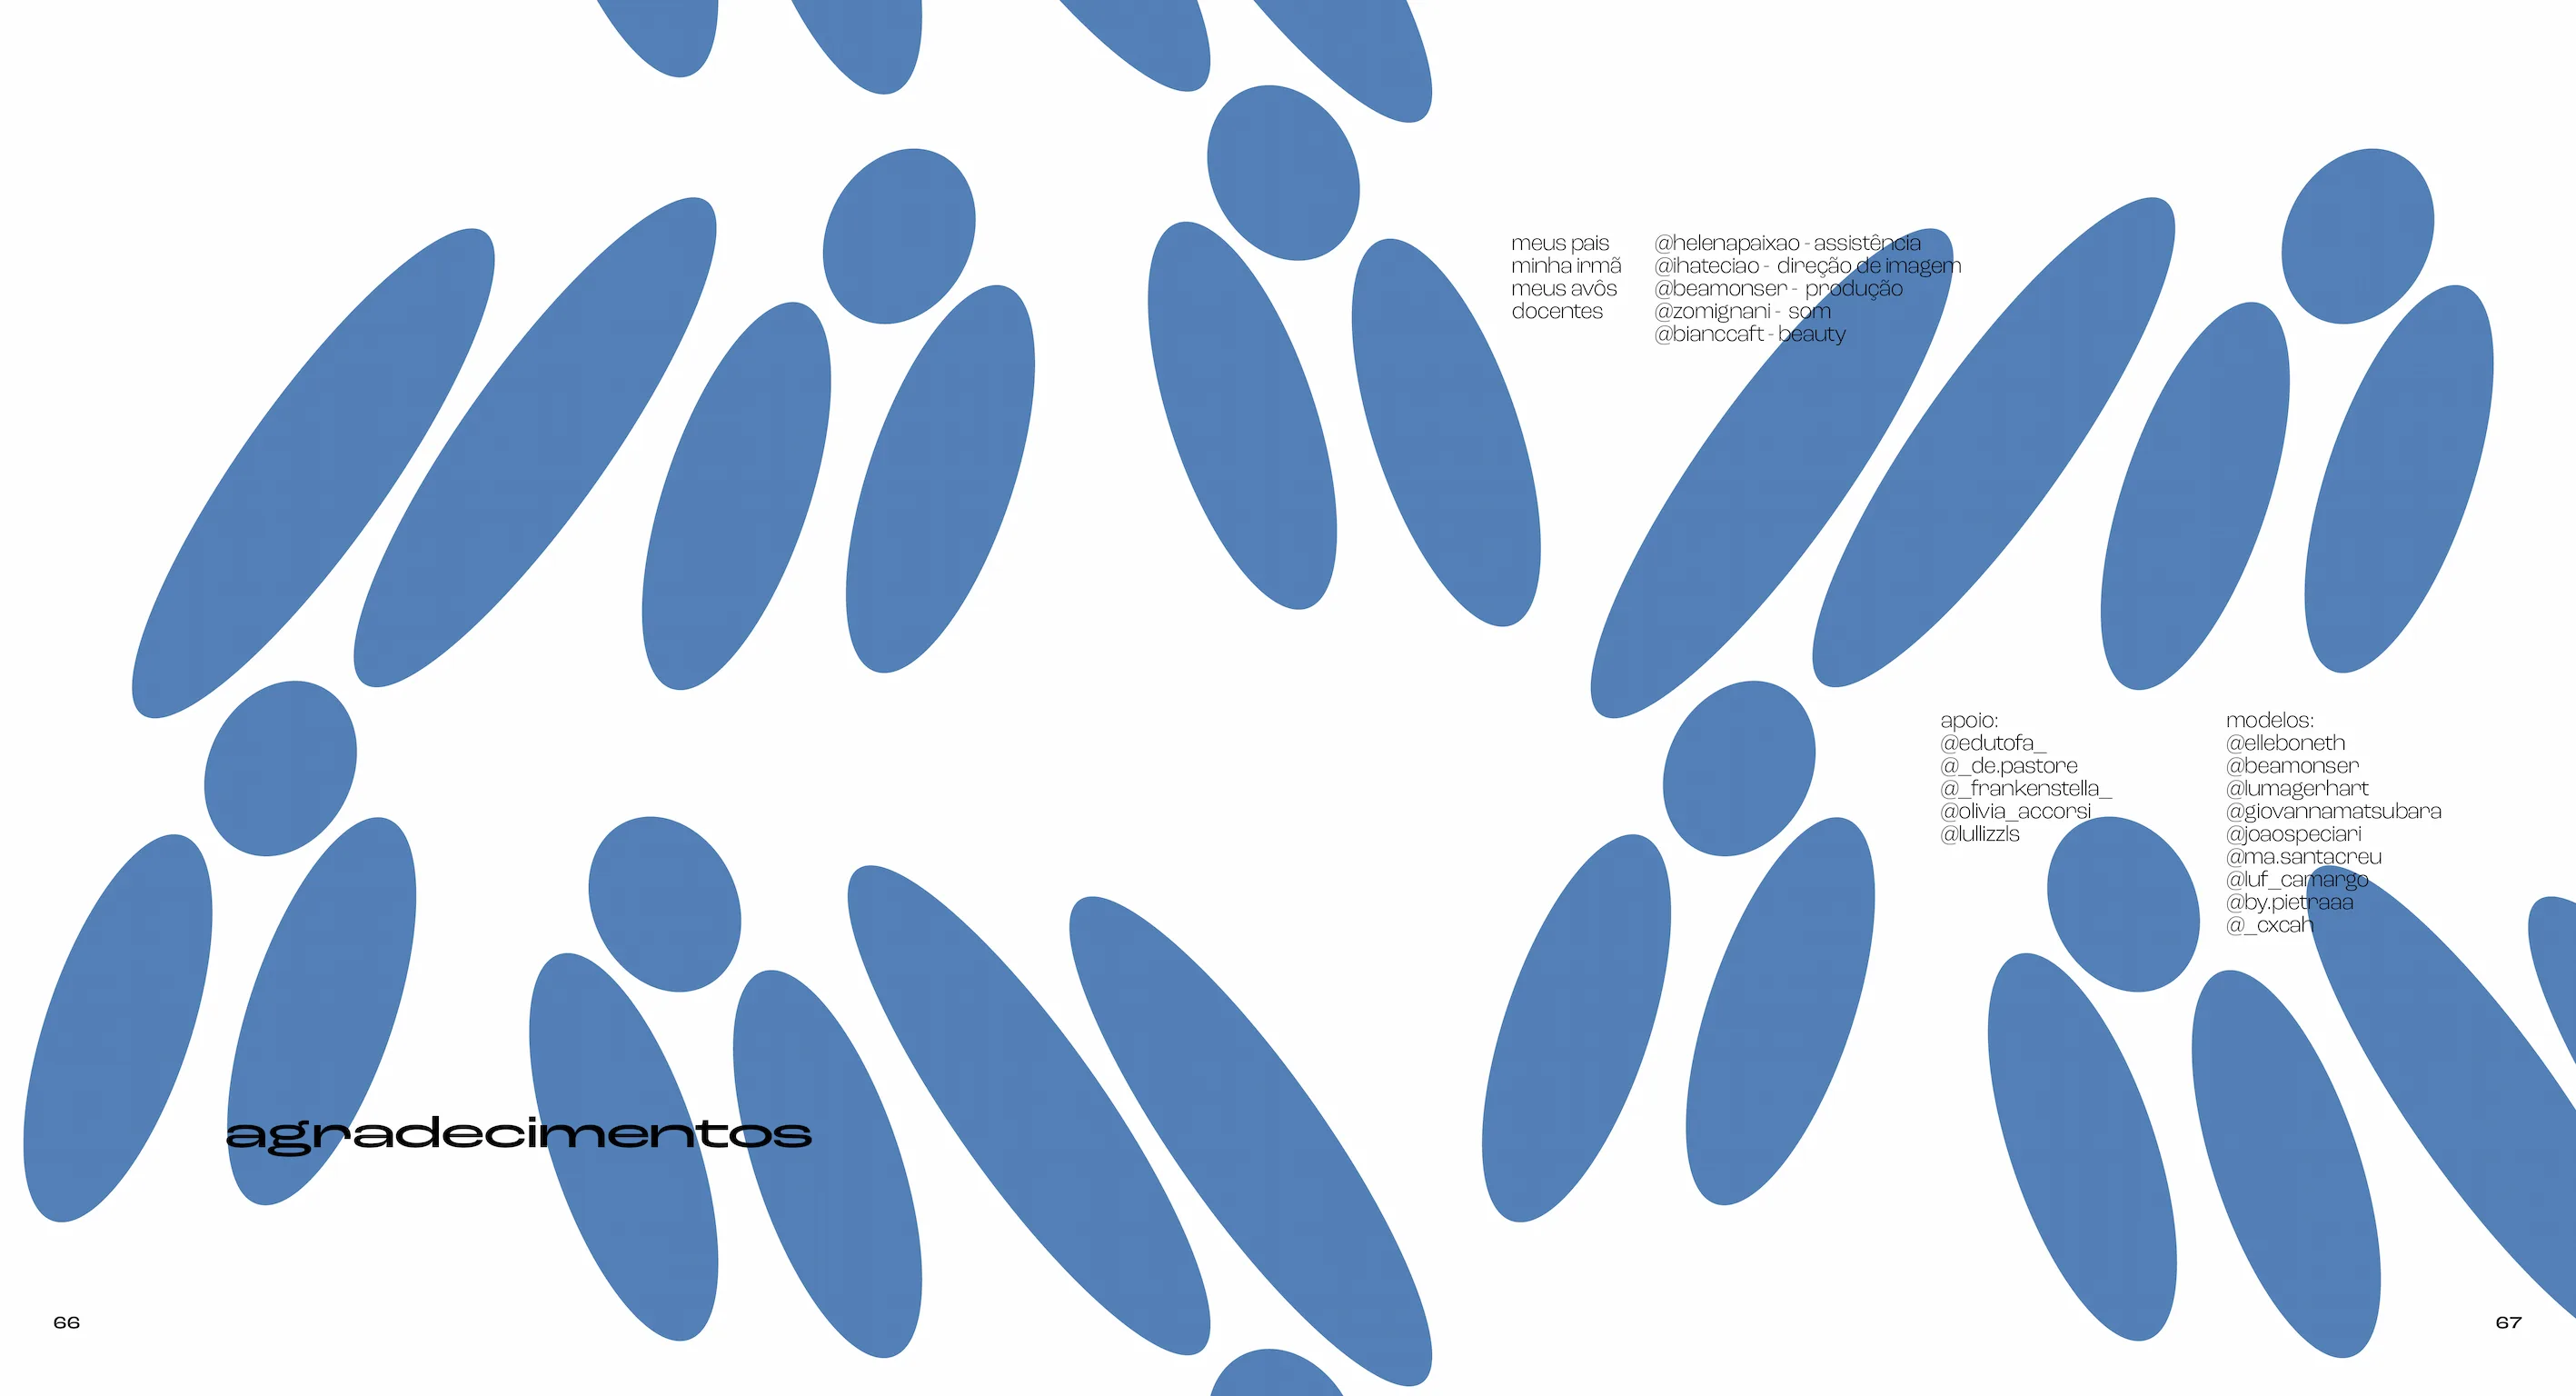 agradecimentos
66
meus pais
minha irmã
meus avôs
docentes
@helenapaixao - assistência
@ihateciao - direção de imagem
@beamonser - produção
@zomignani - som
@bianccaft - beauty
apoio:
@edutofa_
@_de.pastore
@_frankenstella_
@olivia_accorsi
@lullizzls
modelos:
@elleboneth
@beamonser
@lumagerhart
@giovannamatsubara
@joaospeciari
@ma.santacreu
@luf_camargo
@by.pietraaa
@_cxcah
67